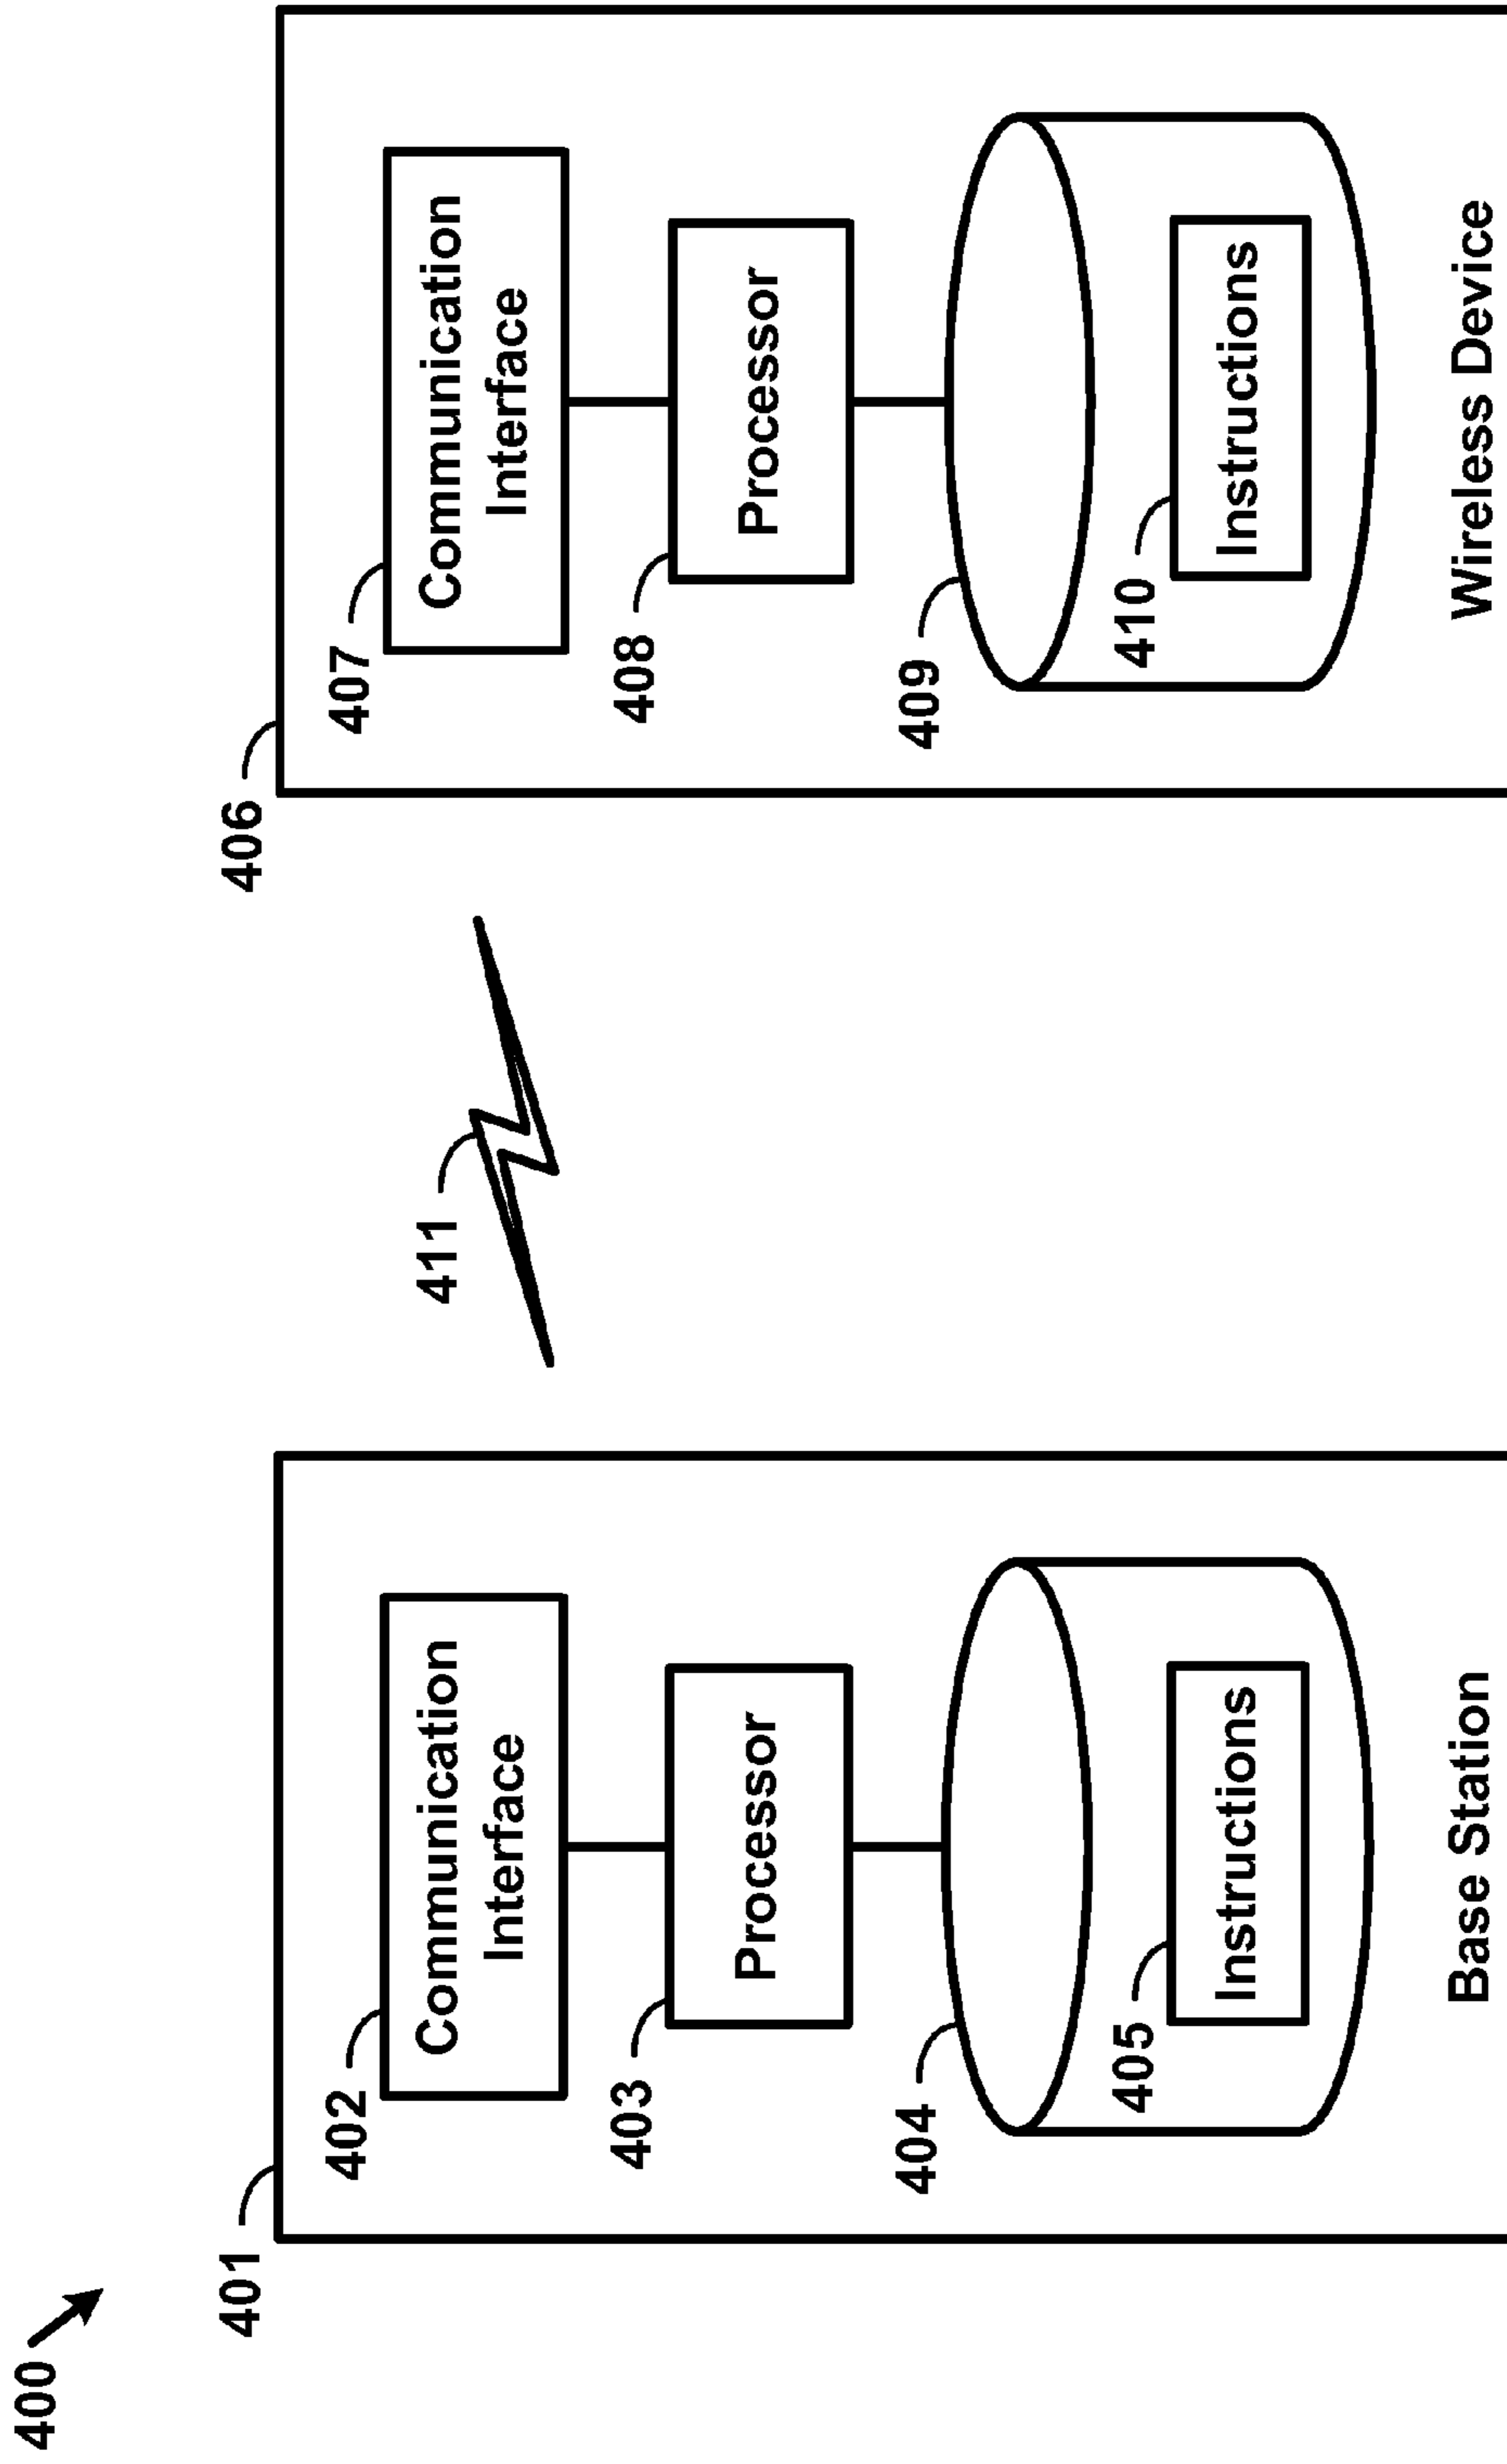 400
401
402
Communication
Interface
403
Processor
404
405
Instructions
Base Station
411
406
407
Communication
Interface
408
Processor
409
410
Instructions
Wireless Device